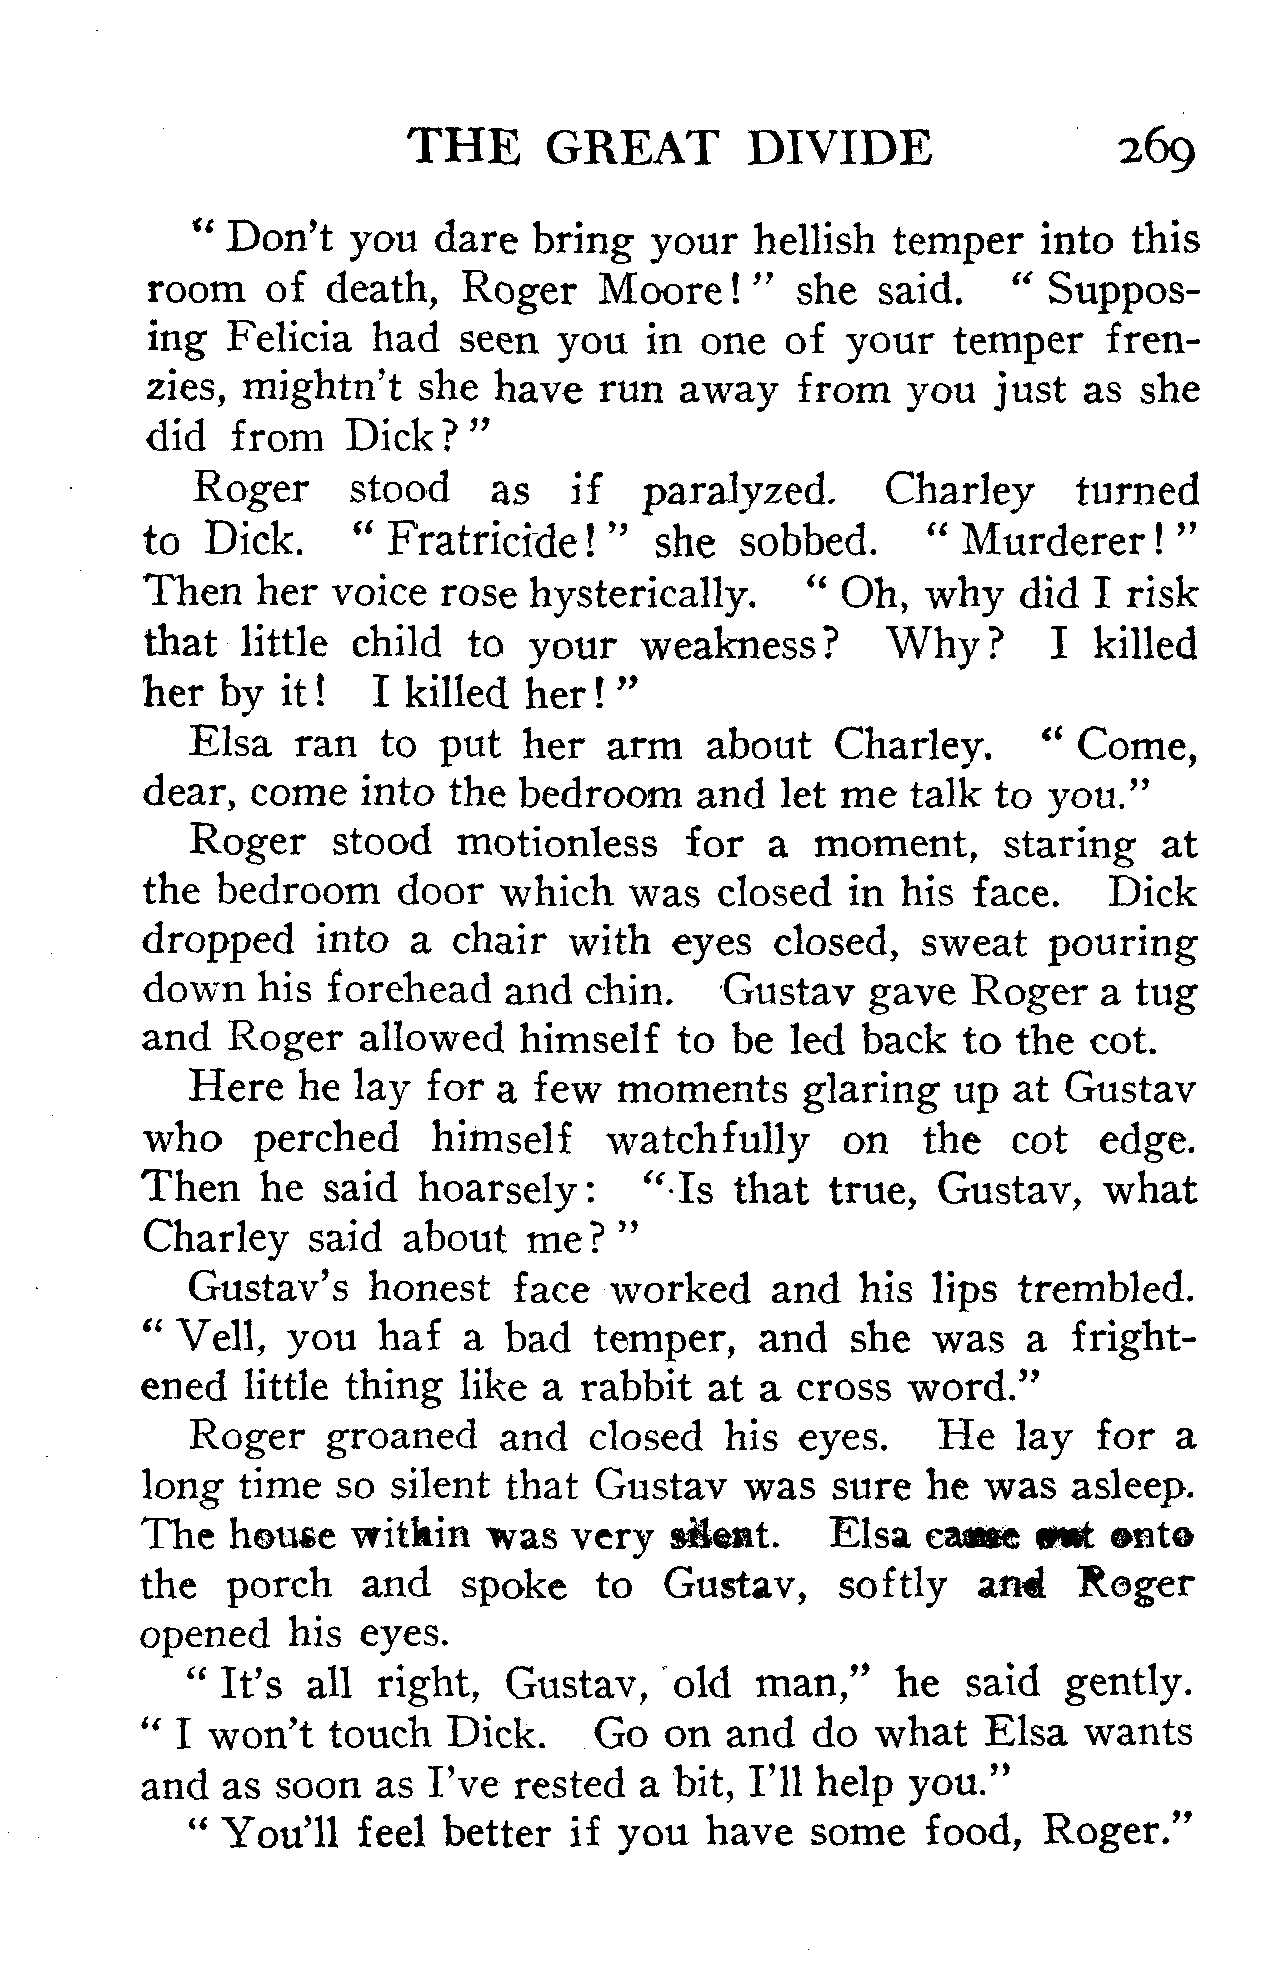 THE GREAT DIVIDE 269
" Don't you dare bring your hellish temper into this
room of death, Roger Moore! " she said. " Suppos-
ing Felicia had seen you in one of your temper fren-
zies, mightn't she have run away from you just as she
did from Dick? "
Roger stood as if paralyzed. Charley turned
to Dick. " Fratricide! " she sobbed. " Murderer! "
Then her voice rose hysterically. " Oh, why did I risk
that little child to your weakness? Why? I killed
her by it! I killed her! "
Elsa ran to put her arm about Charley. " Come,
dear, come into the bedroom and let me talk to you."
Roger stood motionless for a moment, staring at
the bedroom door which was closed in his face. Dick
dropped into a chair with eyes closed, sweat pouring
down his forehead and chin. Gustav gave Roger a tug
and Roger allowed himself to be led back to the cot.
Here he lay for a few moments glaring up at Gustav
who perched himself watchfully on the cot edge.
Then he said hoarsely: " Is that true, Gustav, what
Charley said about me? "
Gustav's honest face worked and his lips trembled.
" Vell, you haf a bad temper, and she was a fright-
ened little thing like a rabbit at a cross word."
Roger groaned and closed his eyes. He lay for a
long time so silent that Gustav was sure he was asleep.
The house within was very silent. Elsa came out onto
the porch and spoke to Gustav, softly and Roger
opened his eyes.
" It's all right, Gustav, old man," he said gently.
" I won't touch Dick. Go on and do what Elsa wants
and as soon as I've rested a bit, I'll help you."
" You'll feel better if you have some food, Roger."